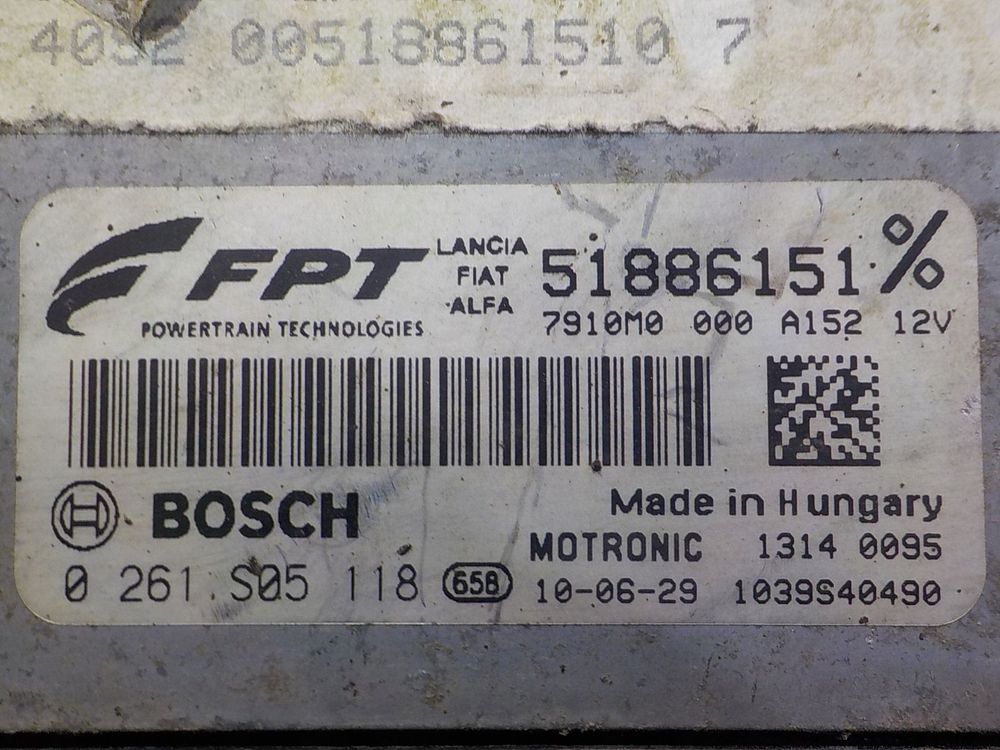 4052 00518861510 7
FPT
POWERTRAIN TECHNOLOGIES
LANCIA
FIAT
ALFA
51886151 %
7910M0 000 A152 12V
BOSCH
Made in Hungary
MOTRONIC 1314 0095
0 261 S05 118 658 10-06-29 1039S40490